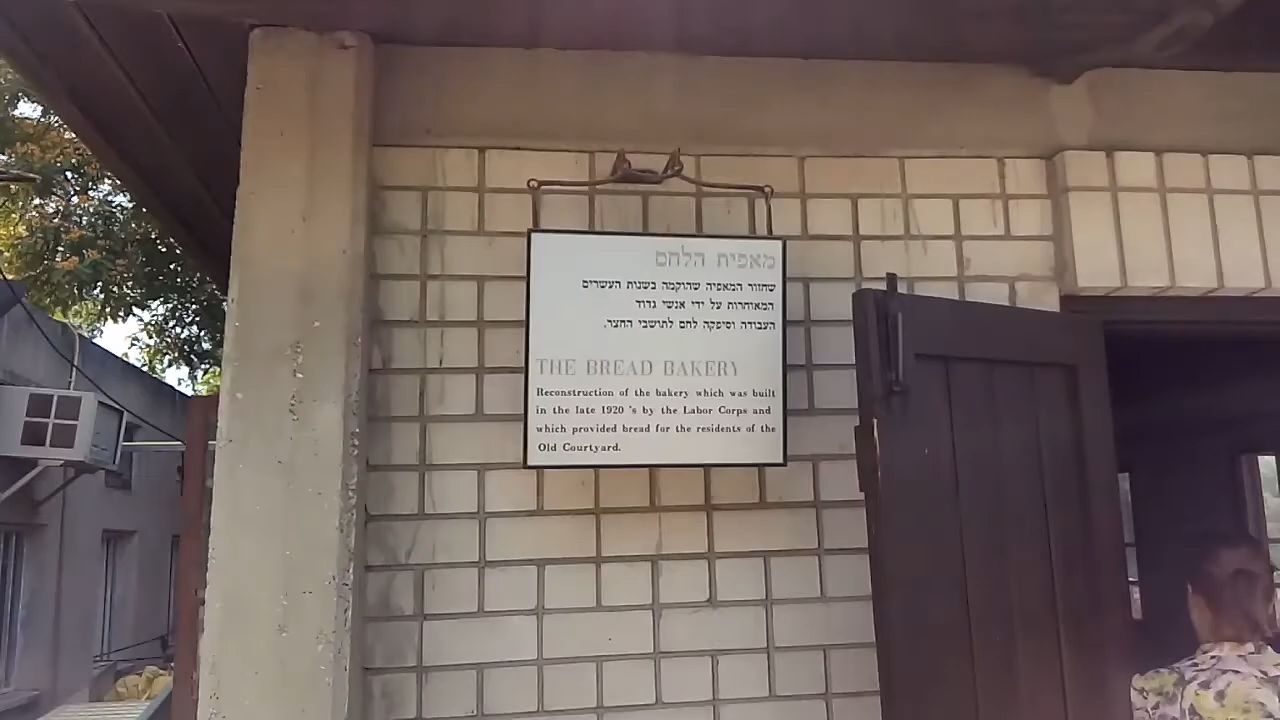 מאפית הלחם
שחזור המאפיה שהוקמה בשנות העשרים
המאוחרות על ידי אנשי גדוד
העבודה וסיפקה לחם לתושבי החצר.
THE BREAD BAKERY
Reconstruction of the bakery which was built
in the late 1920 's by the Labor Corps and
which provided bread for the residents of the
Old Courtyard.